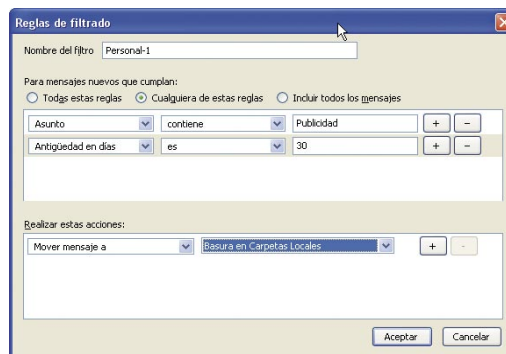 Reglas de filtrado
Nombre del filtro Personal-1
Para mensajes nuevos que cumplan:
Todas estas reglas Cualquiera de estas reglas Incluir todos los mensajes
Asunto contiene Publicidad + -
Antigüedad en días es 30 + -
Realizar estas acciones:
Mover mensaje a Basura en Carpetas Locales + -
Aceptar Cancelar